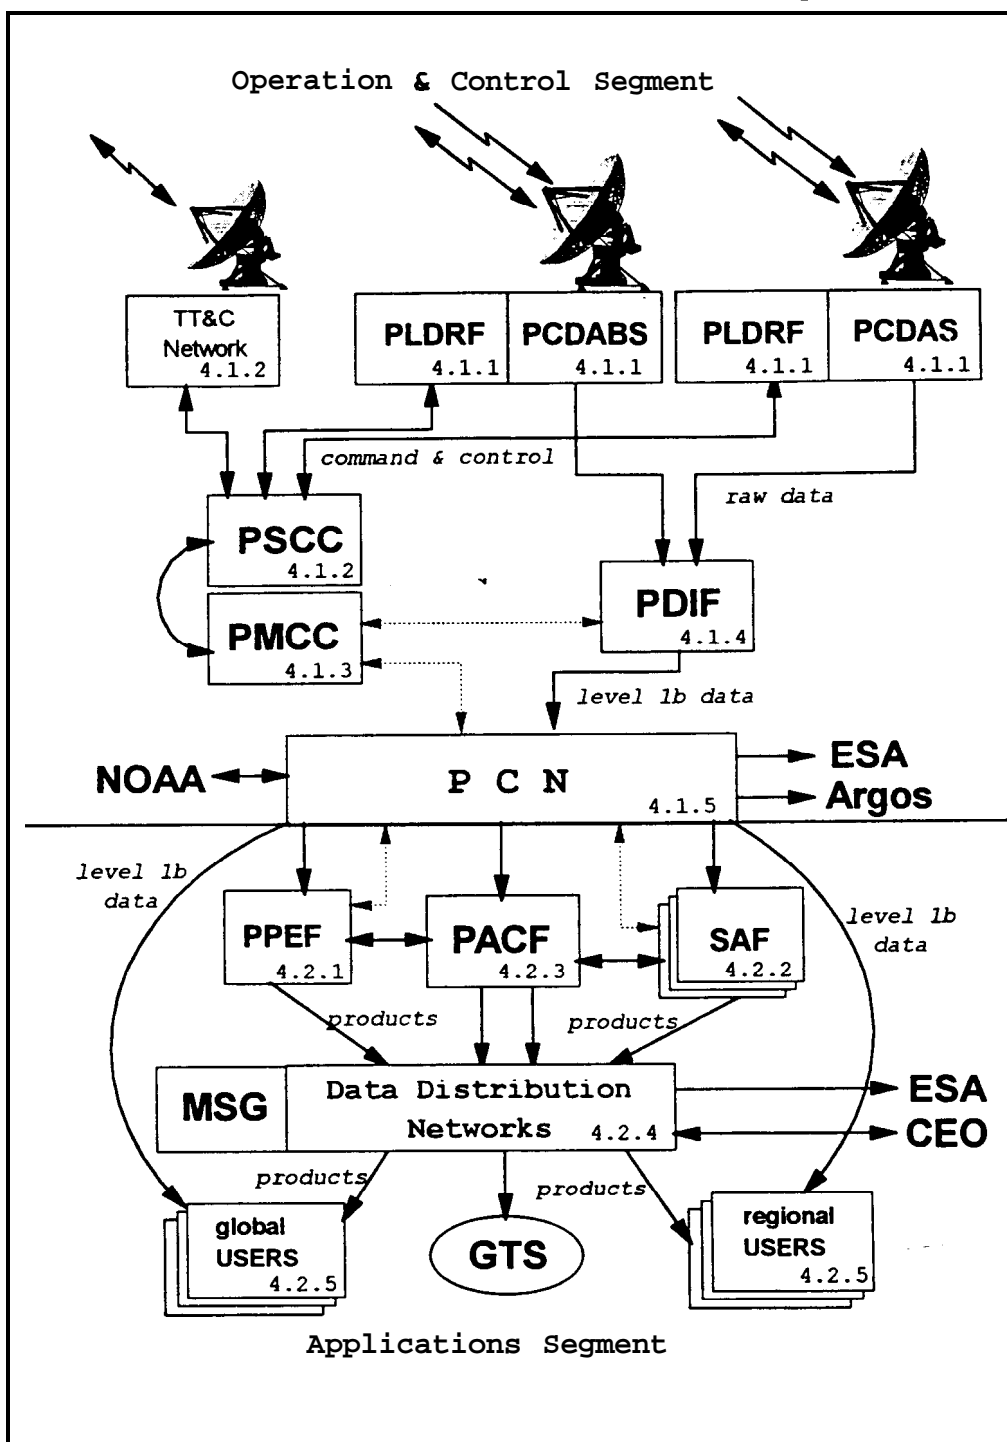 Operation & Control Segment
TT&C
Network
4.1.2
PLDRF
4.1.1
PCDABS
4.1.1
PLDRF
4.1.1
PCDAS
4.1.1
command & control
raw data
PSCC
4.1.2
PDIF
4.1.4
PMCC
4.1.3
level 1b data
NOAA
P C N
4.1.5
ESA
Argos
level 1b
data
PPEF
4.2.1
PACF
4.2.3
SAF
4.2.2
level 1b
data
products
products
MSG
Data Distribution
Networks
4.2.4
ESA
CEO
products
products
global
USERS
4.2.5
GTS
regional
USERS
4.2.5
Applications Segment